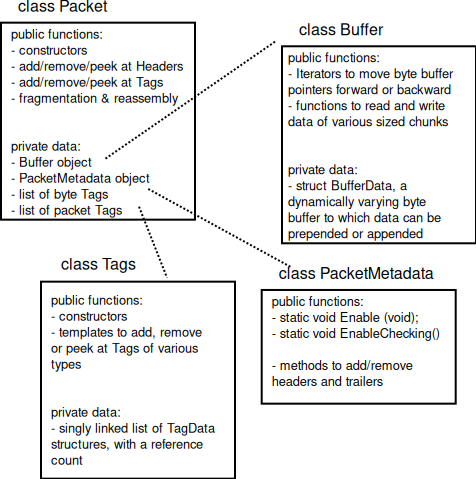 class Packet
public functions:
- constructors
- add/remove/peek at Headers
- add/remove/peek at Tags
- fragmentation & reassembly
private data:
- Buffer object
- PacketMetadata object
- list of byte Tags
- list of packet Tags
class Buffer
public functions:
- Iterators to move byte buffer
pointers forward or backward
- functions to read and write
data of various sized chunks
private data:
- struct BufferData, a
dynamically varying byte
buffer to which data can be
prepended or appended
class Tags
public functions:
- constructors
- templates to add, remove
or peek at Tags of various
types
private data:
- singly linked list of TagData
structures, with a reference
count
class PacketMetadata
public functions:
- static void Enable (void);
- static void EnableChecking()
- methods to add/remove
headers and trailers